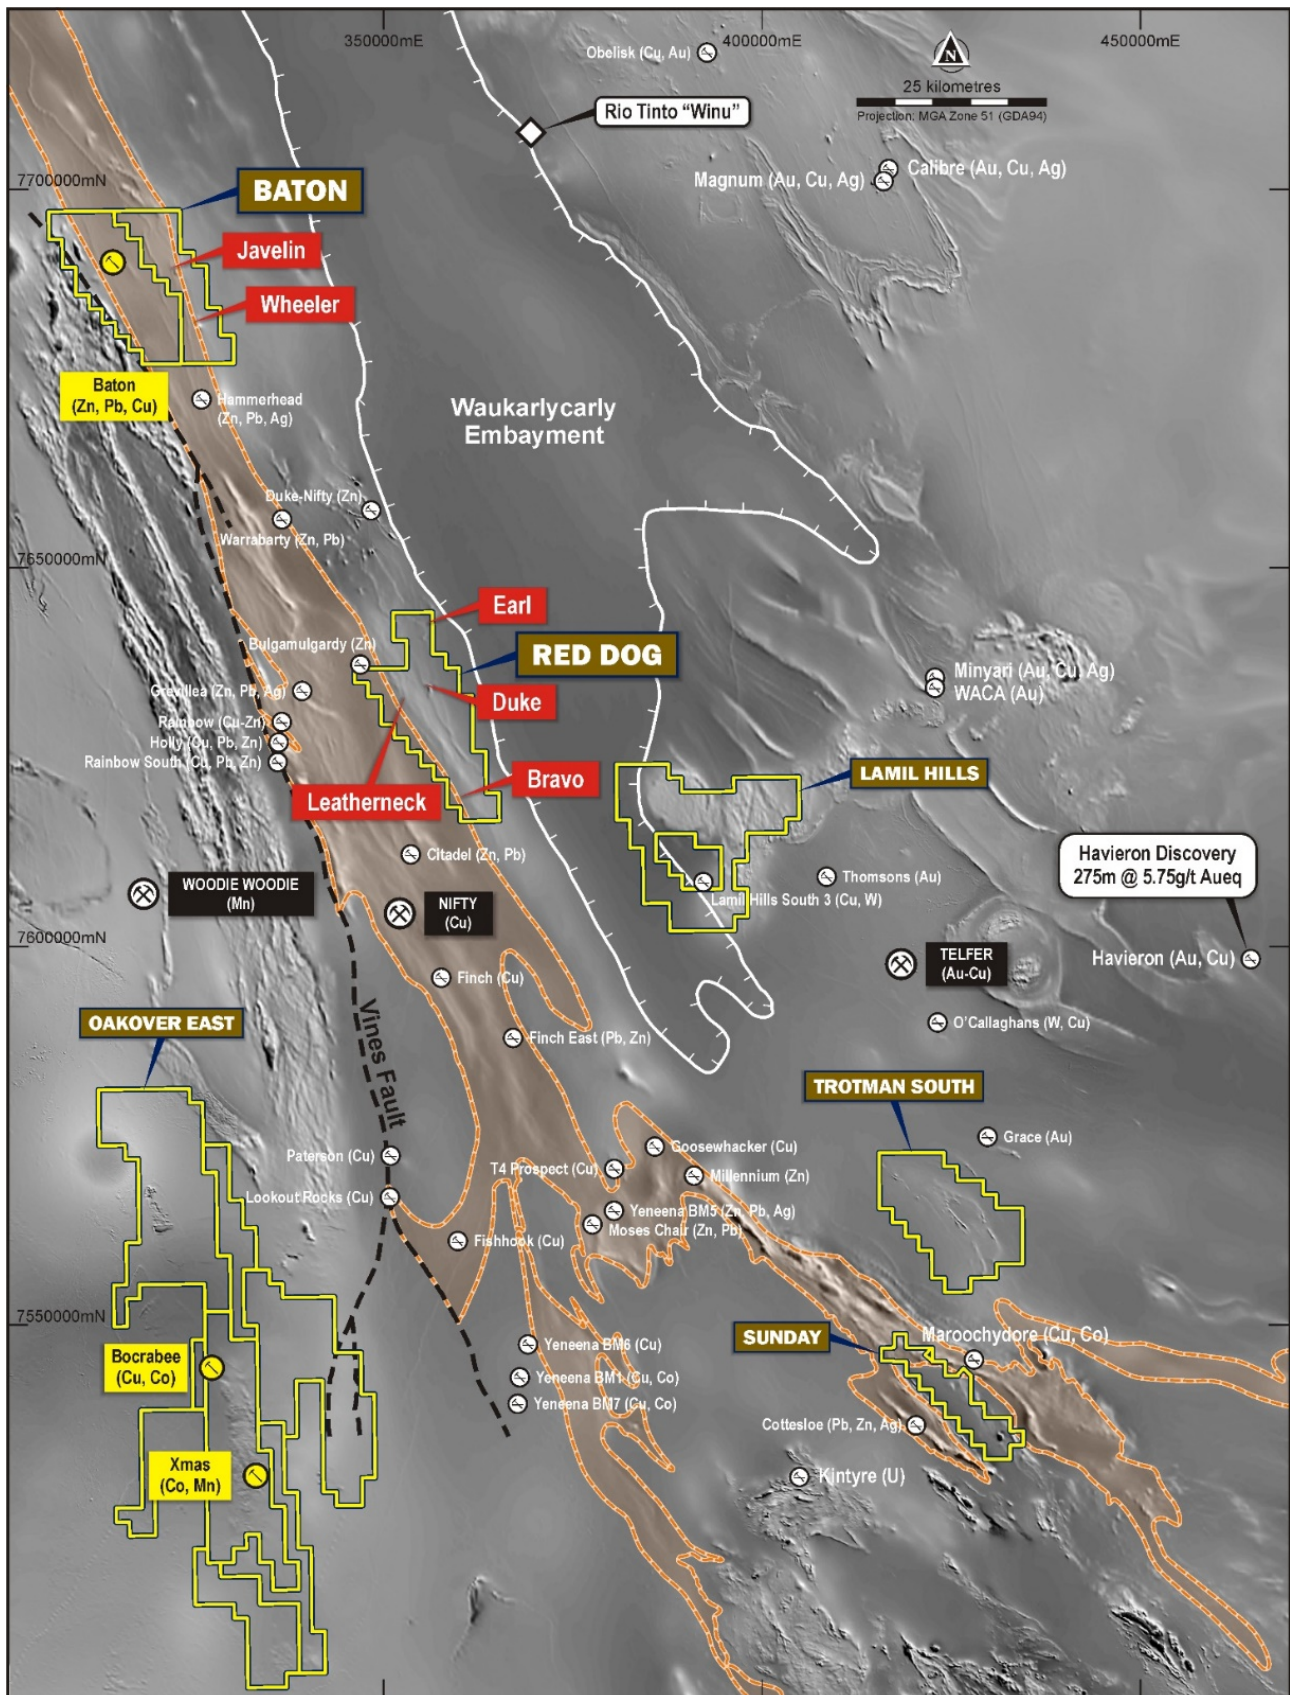 350000mE
400000mE
450000mE
Obelisk (Cu, Au)
N
25 kilometres
Projection: MGA Zone 51 (GDA94)
Rio Tinto “Winu”
7700000mN
BATON
Magnum (Au, Cu, Ag)
Calibre (Au, Cu, Ag)
Javelin
Wheeler
Baton
(Zn, Pb, Cu)
Hammerhead
(Zn, Pb, Ag)
Waukarlycarly
Embayment
Duke-Nifty (Zn)
Warrabarty (Zn, Pb)
7650000mN
Earl
Bulgamulgardy (Zn)
RED DOG
Minyari (Au, Cu, Ag)
WACA (Au)
Grevillea (Zn, Pb, Ag)
Duke
Rainbow (Cu-Zn)
Holly (Cu, Pb, Zn)
Rainbow South (Cu, Pb, Zn)
Bravo
LAMIL HILLS
Leatherneck
Citadel (Zn, Pb)
Havieron Discovery
275m @ 5.75g/t Aueq
Thomsons (Au)
WOODIE WOODIE
(Mn)
Lamil Hills South 3 (Cu, W)
NIFTY
(Cu)
7600000mN
TELFER
(Au-Cu)
Havieron (Au, Cu)
Finch (Cu)
Vines Fault
OAKOVER EAST
O'Callaghans (W, Cu)
Finch East (Pb, Zn)
TROTMAN SOUTH
Grace (Au)
Goosewhacker (Cu)
Paterson (Cu)
T4 Prospect (Cu)
Millennium (Zn)
Lookout Rocks (Cu)
Yeneena BM5 (Zn, Pb, Ag)
Moses Chair (Zn, Pb)
Fishhook (Cu)
7550000mN
SUNDAY
Maroochydore (Cu, Co)
Yeneena BM6 (Cu)
Bocrabee
(Cu, Co)
Yeneena BM1 (Cu, Co)
Yeneena BM7 (Cu, Co)
Cottesloe (Pb, Zn, Ag)
Xmas
(Co, Mn)
Kintyre (U)